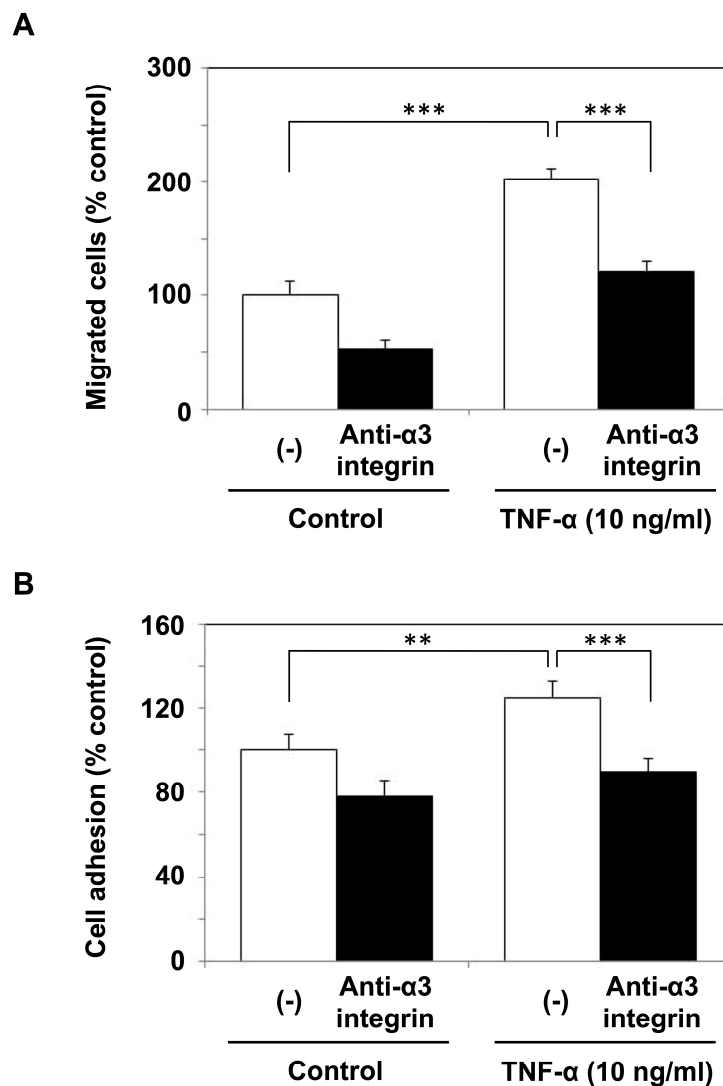 A
Migrated cells (% control)
300
200
100
0
***
***
(-)
Anti-α3
integrin
(-)
Anti-α3
integrin
Control
TNF-α (10 ng/ml)
B
Cell adhesion (% control)
160
120
80
40
0
**
***
(-)
Anti-α3
integrin
(-)
Anti-α3
integrin
Control
TNF-α (10 ng/ml)